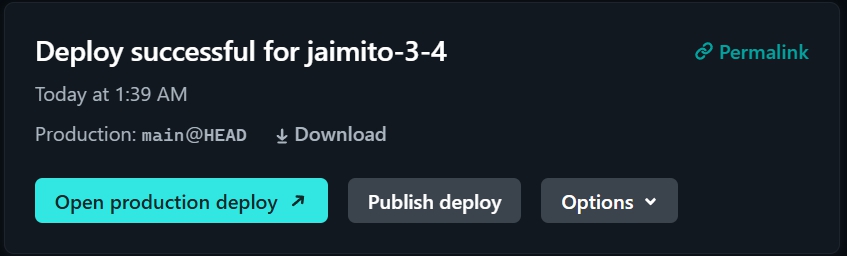 Deploy successful for jaimito-3-4
Permalink
Today at 1:39 AM
Production: main@HEAD Download
Open production deploy Publish deploy Options